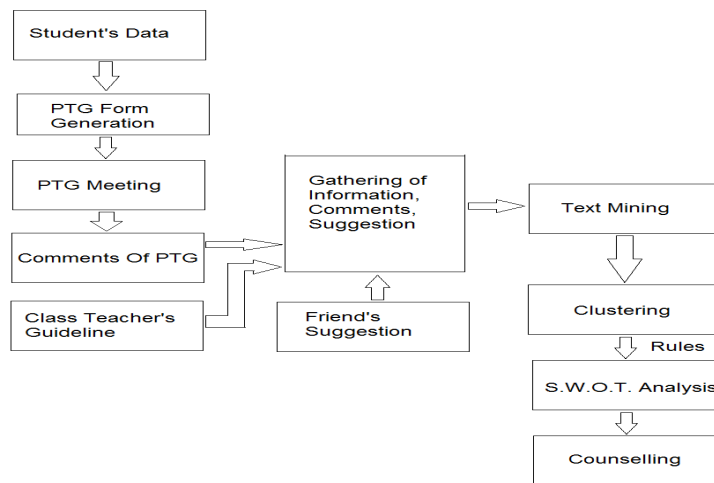 Student's Data
PTG Form
Generation
PTG Meeting
Comments Of PTG
Class Teacher's
Guideline
Gathering of
Information,
Comments,
Suggestion
Friend's
Suggestion
Text Mining
Clustering
Rules
S.W.O.T. Analysis
Counselling